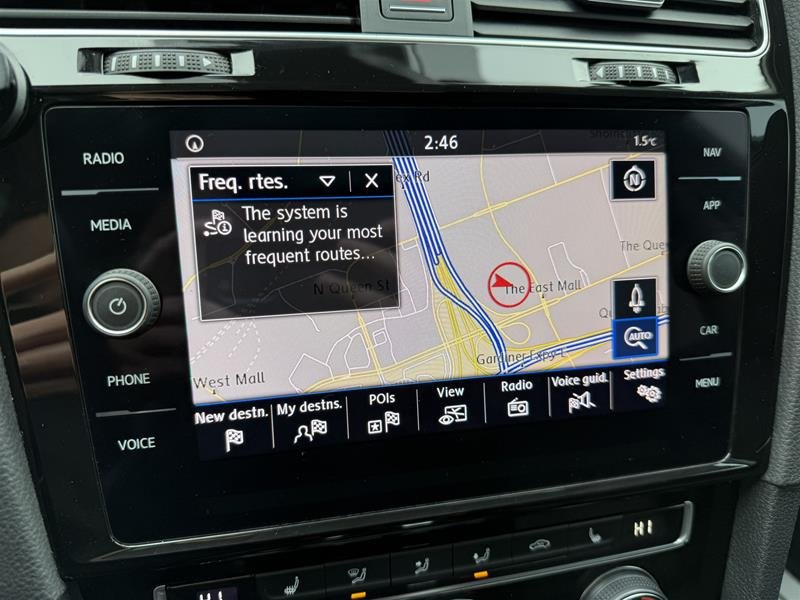 2:46
1.5°C
RADIO
MEDIA
PHONE
VOICE
Freq. rtes.
The system is
learning your most
frequent routes...
N Queen St
West Mall
The East Mall
Gardiner Expy E
The Que
N
AUTO
New destn.
My destns.
POIs
View
Radio
Voice guid.
Settings
NAV
APP
CAR
MENU
HI
HI